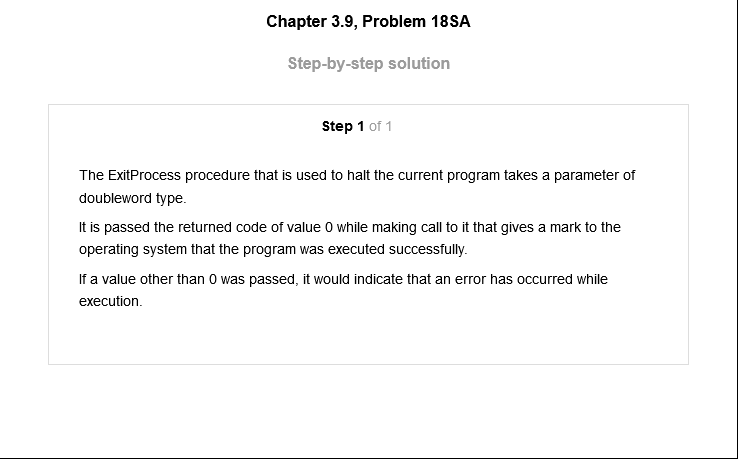 Chapter 3.9, Problem 18SA
Step-by-step solution
Step 1 of 1
The ExitProcess procedure that is used to halt the current program takes a parameter of
doubleword type.
It is passed the returned code of value 0 while making call to it that gives a mark to the
operating system that the program was executed successfully.
If a value other than 0 was passed, it would indicate that an error has occurred while
execution.